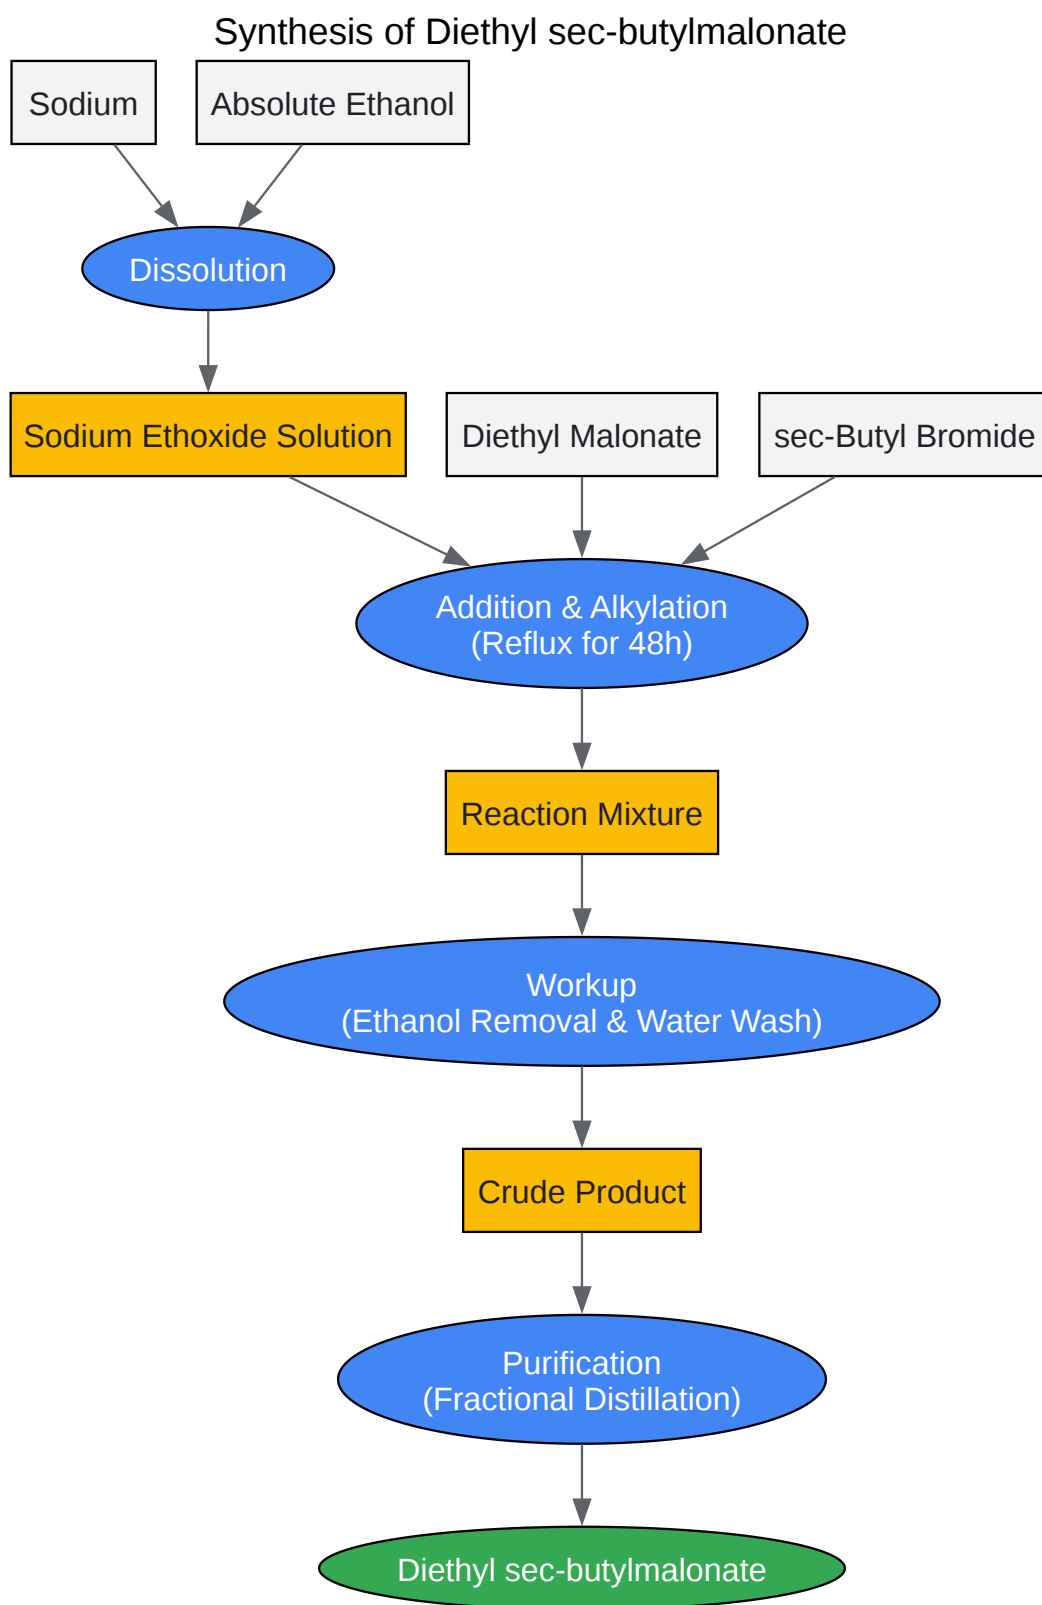 Synthesis of Diethyl sec-butylmalonate
Sodium
Absolute Ethanol
Dissolution
Sodium Ethoxide Solution
Diethyl Malonate
sec-Butyl Bromide
Addition & Alkylation
(Reflux for 48h)
Reaction Mixture
Workup
(Ethanol Removal & Water Wash)
Crude Product
Purification
(Fractional Distillation)
Diethyl sec-butylmalonate